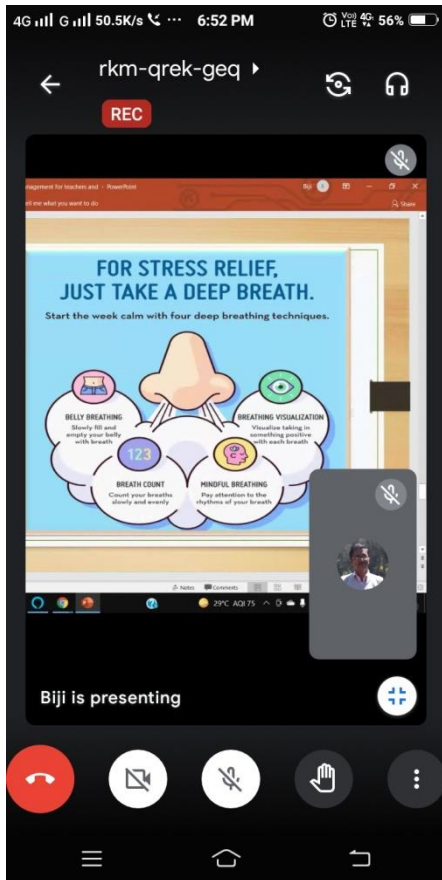 4G G 50.5K/s ... 6:52 PM VoLTE 4G 56%
rkm-qrek-geq
REC
nagement for teachers and - PowerPoint
Biji
ell me what you want to do
Share
FOR STRESS RELIEF,
JUST TAKE A DEEP BREATH.
Start the week calm with four deep breathing techniques.
BELLY BREATHING
Slowly fill and
empty your belly
with breath
BREATHING VISUALIZATION
Visualize taking in
something positive
with each breath
123
BREATH COUNT
Count your breaths
slowly and evenly
MINDFUL BREATHING
Pay attention to the
rhythms of your breath
Notes Comments
29°C AQI 75
Biji is presenting